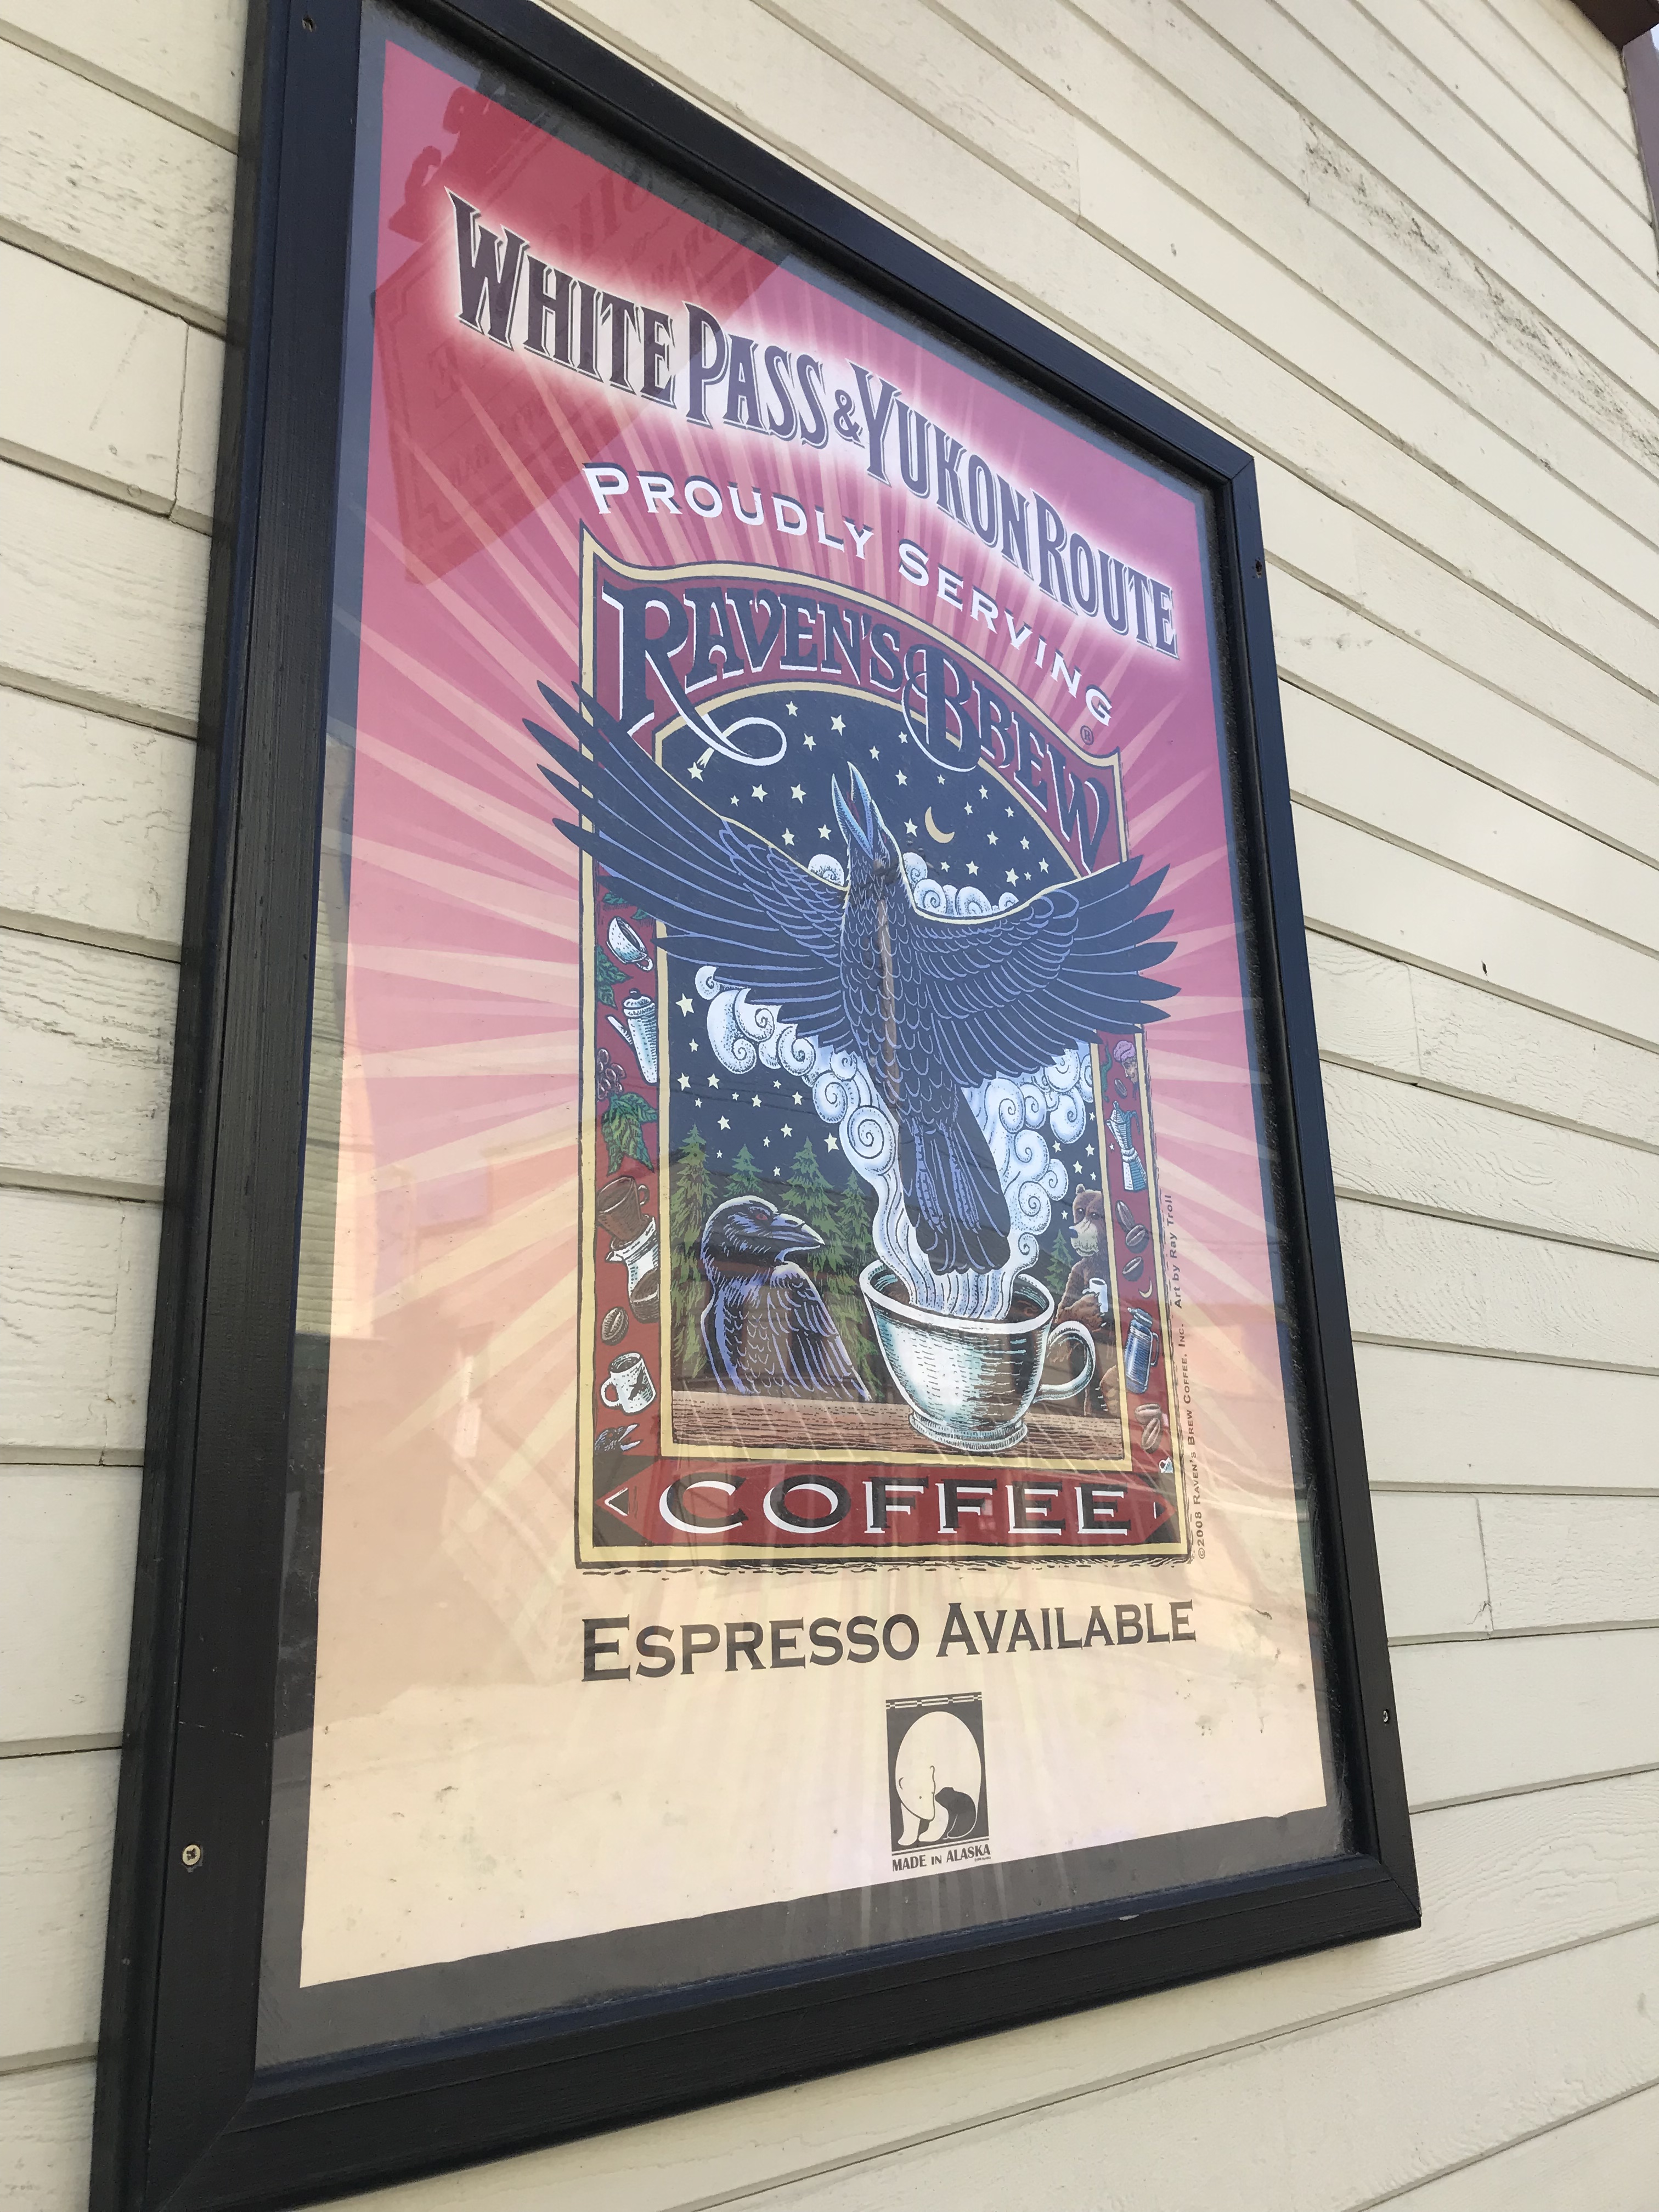 WHITE PASS & YUKON ROUTE
PROUDLY SERVING
RAVEN'S BREW®
COFFEE
©2008 RAVEN'S BREW COFFEE, INC. Art by Ray Troll
ESPRESSO AVAILABLE
MADE IN ALASKA